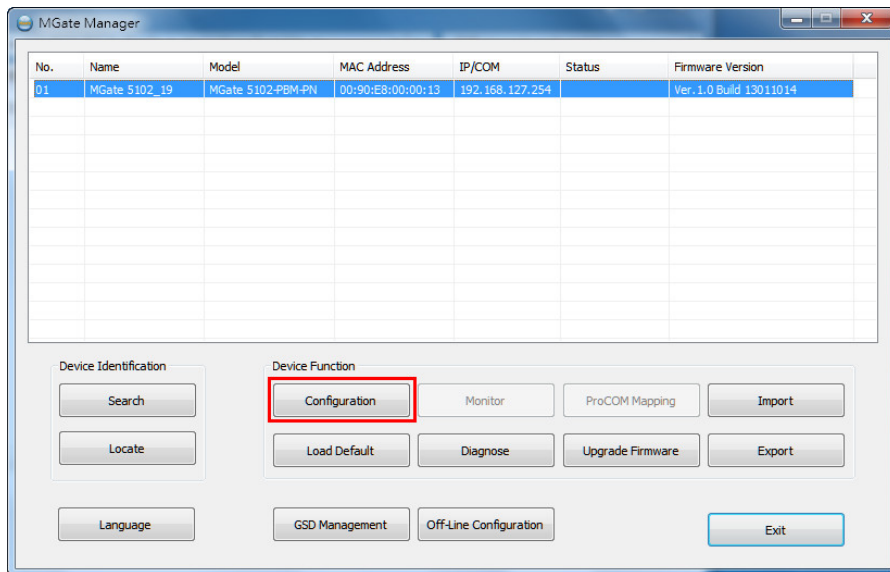 MGate Manager
No. Name Model MAC Address IP/COM Status Firmware Version
01 MGate 5102_19 MGate 5102-PBM-PN 00:90:E8:00:00:13 192.168.127.254 Ver.1.0 Build 13011014
Device Identification Device Function
Search Configuration Monitor ProCOM Mapping Import
Locate Load Default Diagnose Upgrade Firmware Export
Language GSD Management Off-Line Configuration Exit